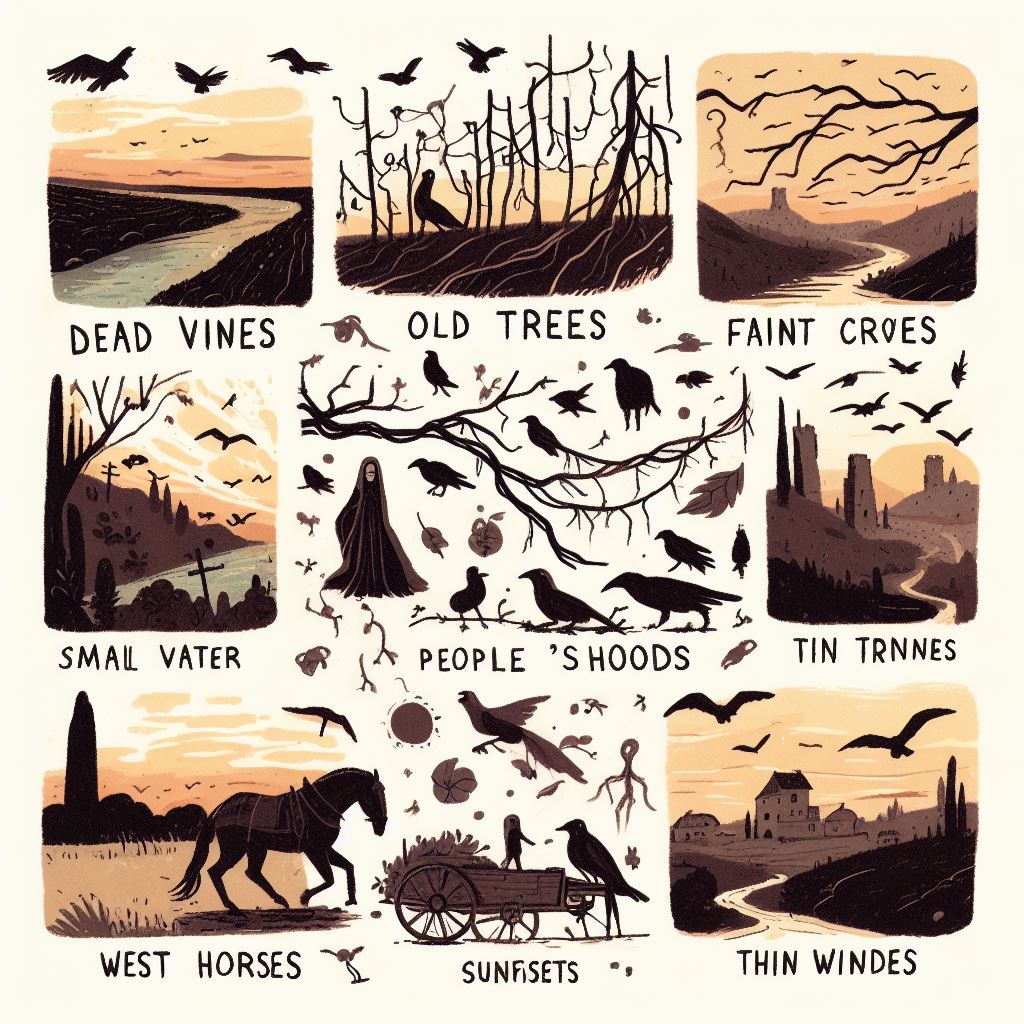 DEAD VINES
OLD TREES
FAINT CROES
SMALL VATER
PEOPLE 'S HOODS
TIN TRNNES
WEST HORSES
SUNFISETS
THIN WINDES